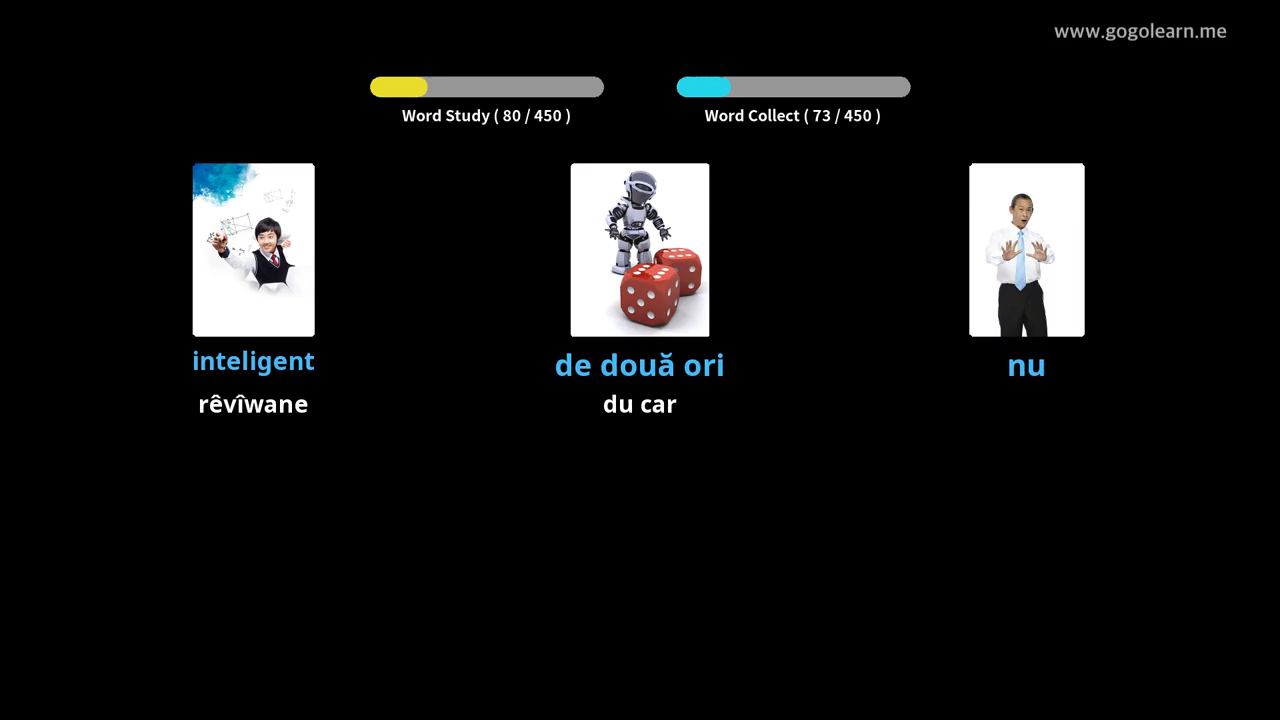 www.gogolearn.me
Word Study ( 80 / 450 )
Word Collect ( 73 / 450 )
inteligent
rêvîwane
de două ori
du car
nu